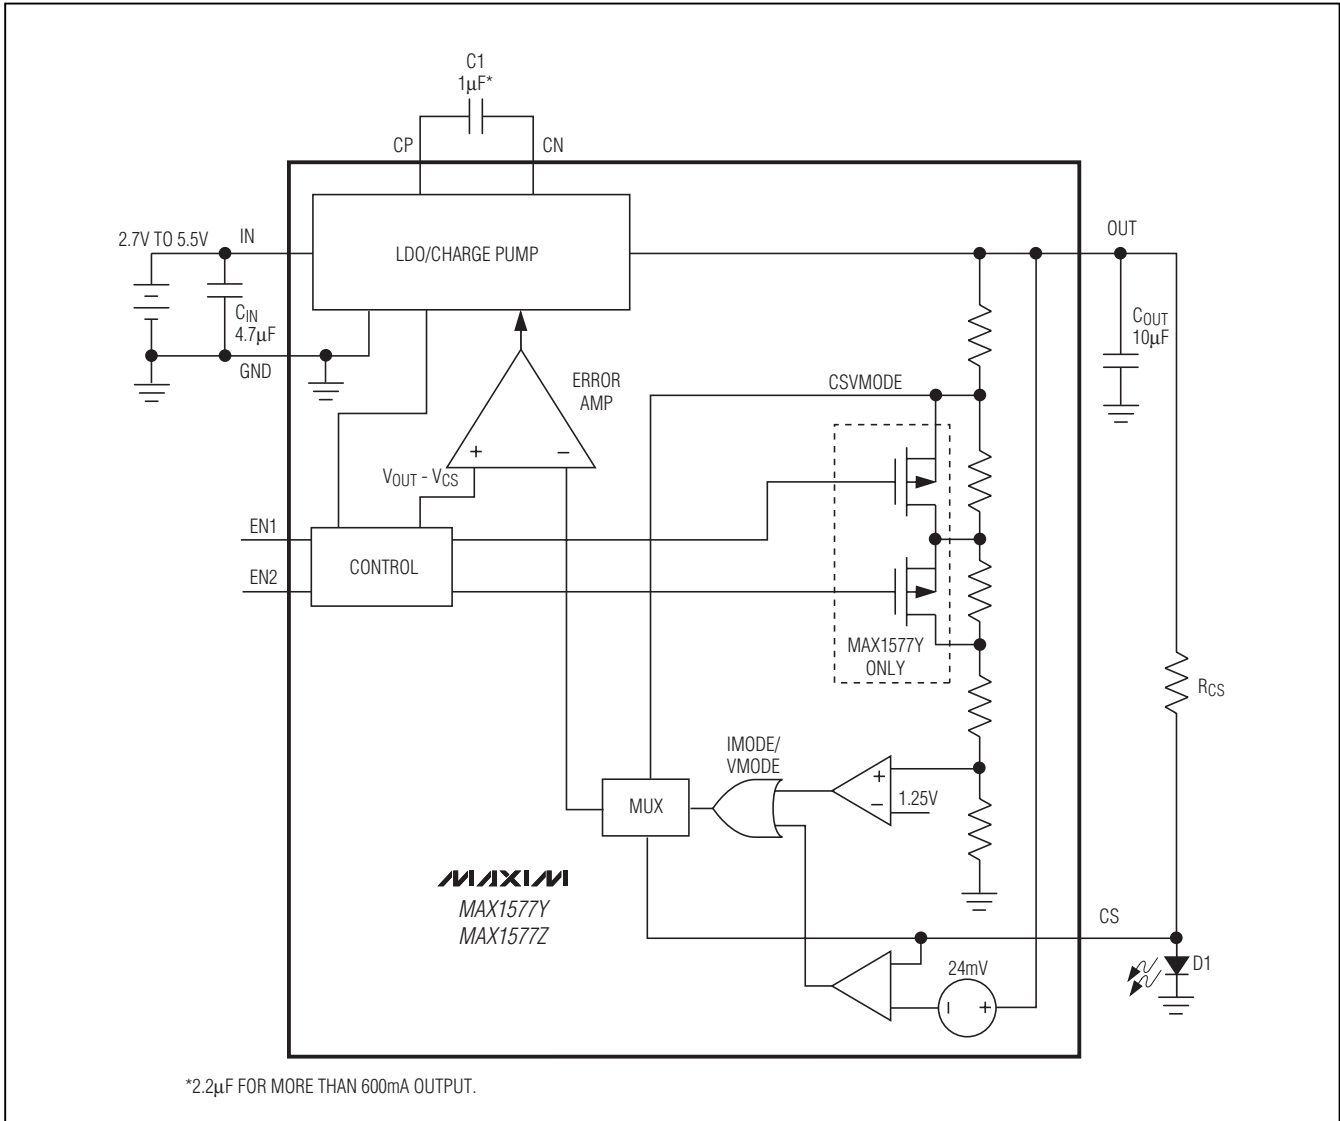 C1
1µF*
CP
CN
2.7V TO 5.5V
IN
LDO/CHARGE PUMP
OUT
CIN
4.7µF
COUT
10µF
GND
ERROR
AMP
CSVMODE
+
−
VOUT - VCS
EN1
EN2
CONTROL
MAX1577Y
ONLY
RCS
IMODE/
VMODE
MUX
+
−
1.25V
MAXIM
MAX1577Y
MAX1577Z
CS
24mV
− +
D1
*2.2µF FOR MORE THAN 600mA OUTPUT.